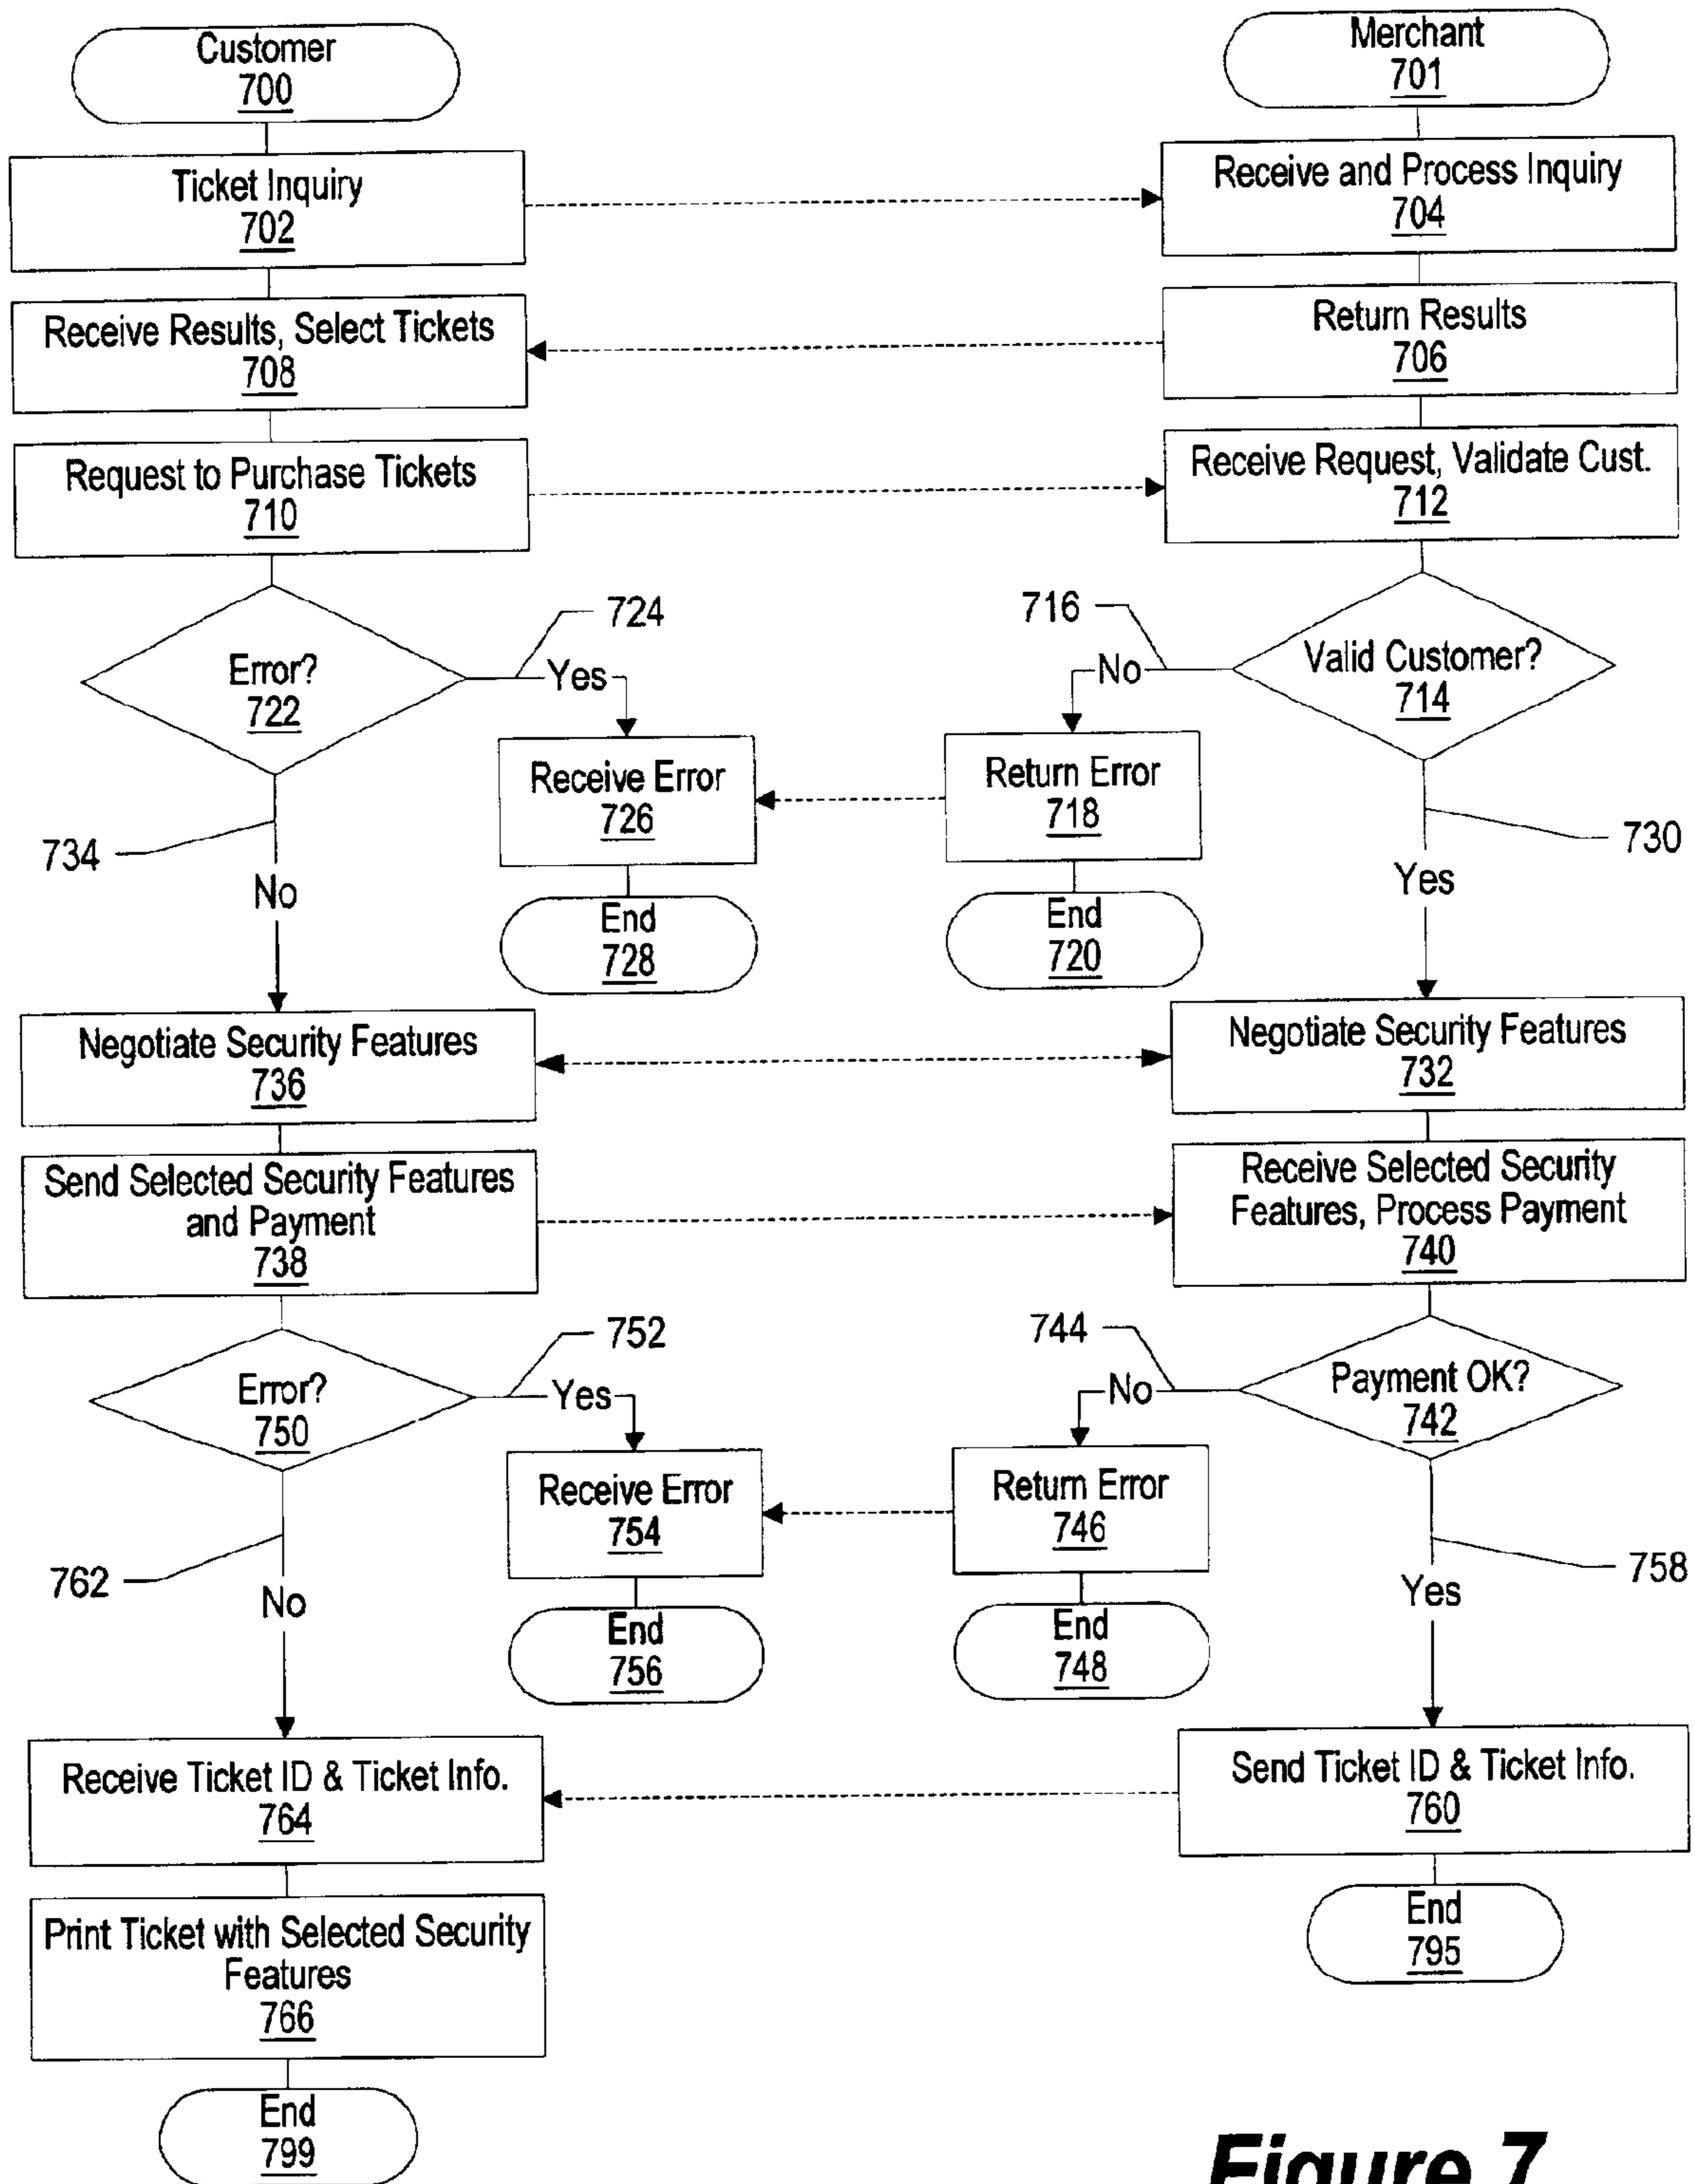 Customer
700
Merchant
701
Ticket Inquiry
702
Receive and Process Inquiry
704
Receive Results, Select Tickets
708
Return Results
706
Request to Purchase Tickets
710
Receive Request, Validate Cust.
712
724
716
Error?
722
Yes
No
Valid Customer?
714
Receive Error
726
Return Error
718
734
730
No
Yes
End
728
End
720
Negotiate Security Features
736
Negotiate Security Features
732
Send Selected Security Features
and Payment
738
Receive Selected Security
Features, Process Payment
740
752
744
Error?
750
Yes
No
Payment OK?
742
Receive Error
754
Return Error
746
762
758
No
Yes
End
756
End
748
Receive Ticket ID & Ticket Info.
764
Send Ticket ID & Ticket Info.
760
Print Ticket with Selected Security
Features
766
End
795
End
799
Figure 7